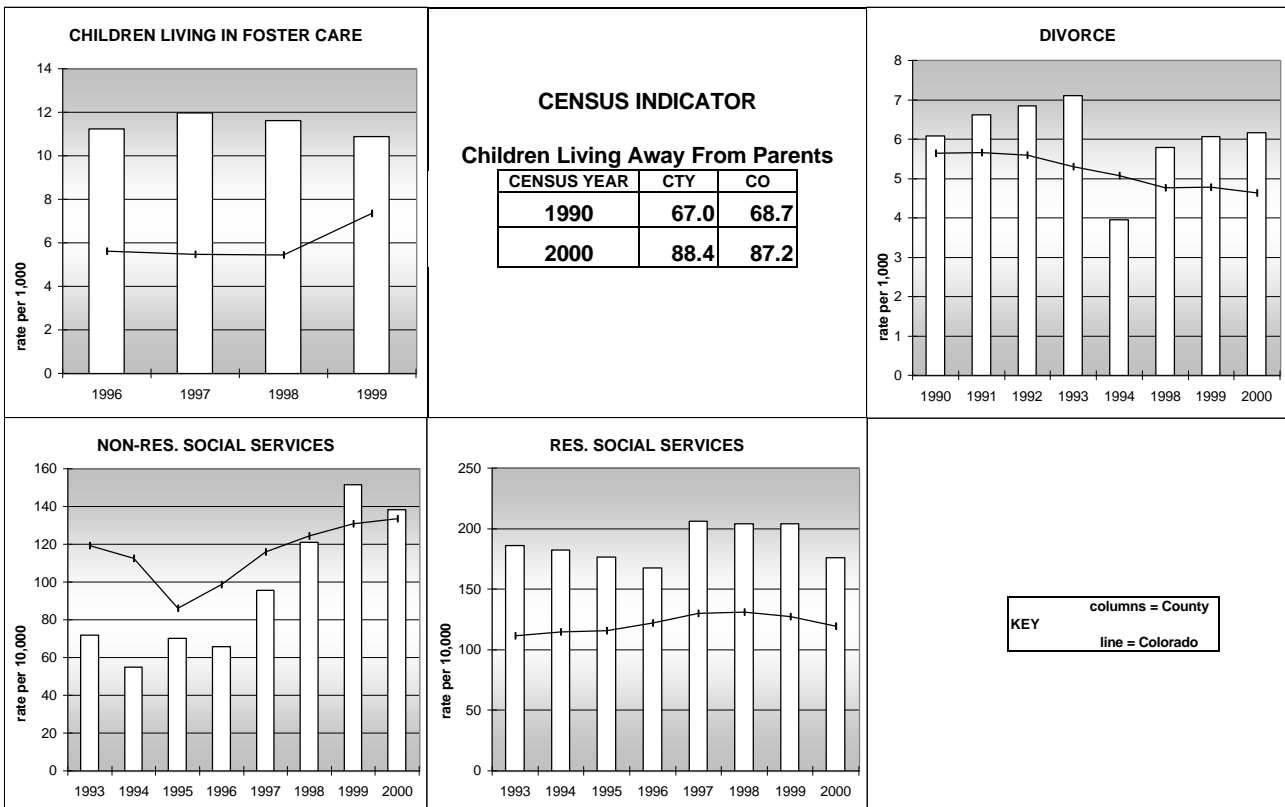 CHILDREN LIVING IN FOSTER CARE
14
12
10
8
6
4
2
0
rate per 1,000
1996 1997 1998 1999
CENSUS INDICATOR
Children Living Away From Parents
CENSUS YEAR CTY CO
1990 67.0 68.7
2000 88.4 87.2
DIVORCE
8
7
6
5
4
3
2
1
0
rate per 1,000
1990 1991 1992 1993 1994 1998 1999 2000
NON-RES. SOCIAL SERVICES
160
140
120
100
80
60
40
20
0
rate per 10,000
1993 1994 1995 1996 1997 1998 1999 2000
RES. SOCIAL SERVICES
250
200
150
100
50
0
rate per 10,000
1993 1994 1995 1996 1997 1998 1999 2000
columns = County
KEY
line = Colorado